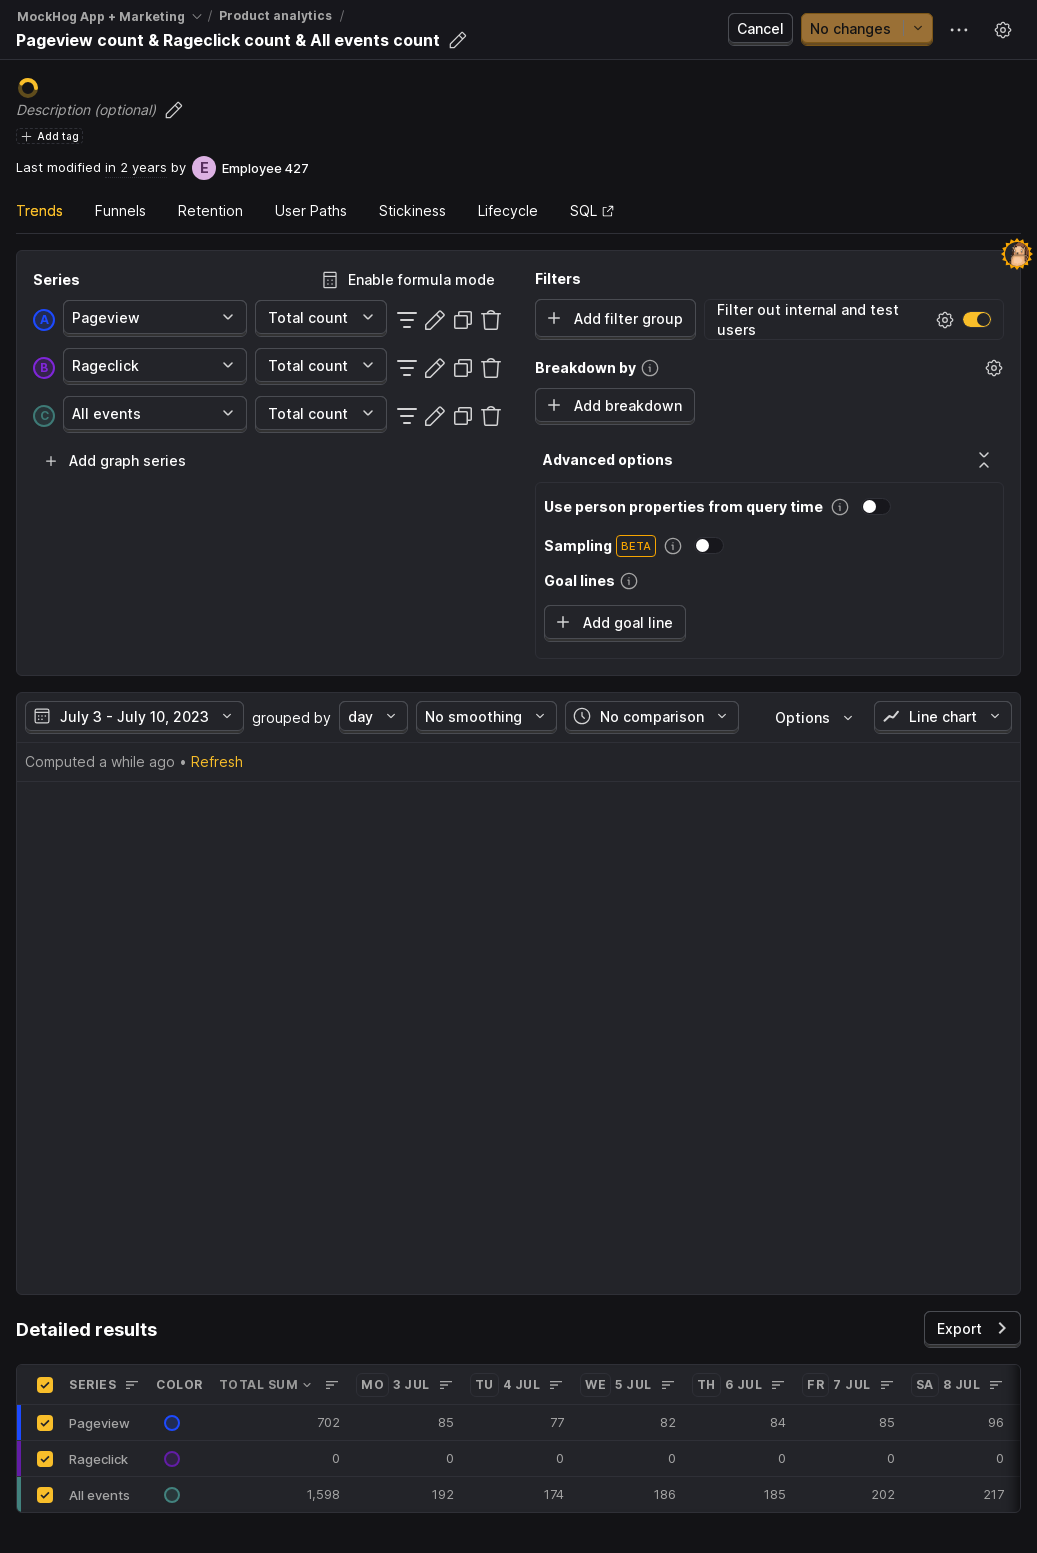 MockHog App + Marketing / Product analytics /
Pageview count & Rageclick count & All events count
Cancel
No changes
Description (optional)
Add tag
Last modified in 2 years by E Employee 427
Trends Funnels Retention User Paths Stickiness Lifecycle SQL
Series
Enable formula mode
A Pageview Total count
B Rageclick Total count
C All events Total count
Add graph series
Filters
Add filter group
Filter out internal and test
users
Breakdown by
Add breakdown
Advanced options
Use person properties from query time
Sampling BETA
Goal lines
Add goal line
July 3 - July 10, 2023 grouped by day No smoothing No comparison Options Line chart
Computed a while ago • Refresh
Detailed results
Export
SERIES COLOR TOTAL SUM MO 3 JUL TU 4 JUL WE 5 JUL TH 6 JUL FR 7 JUL SA 8 JUL
Pageview 702 85 77 82 84 85 96
Rageclick 0 0 0 0 0 0 0
All events 1,598 192 174 186 185 202 217